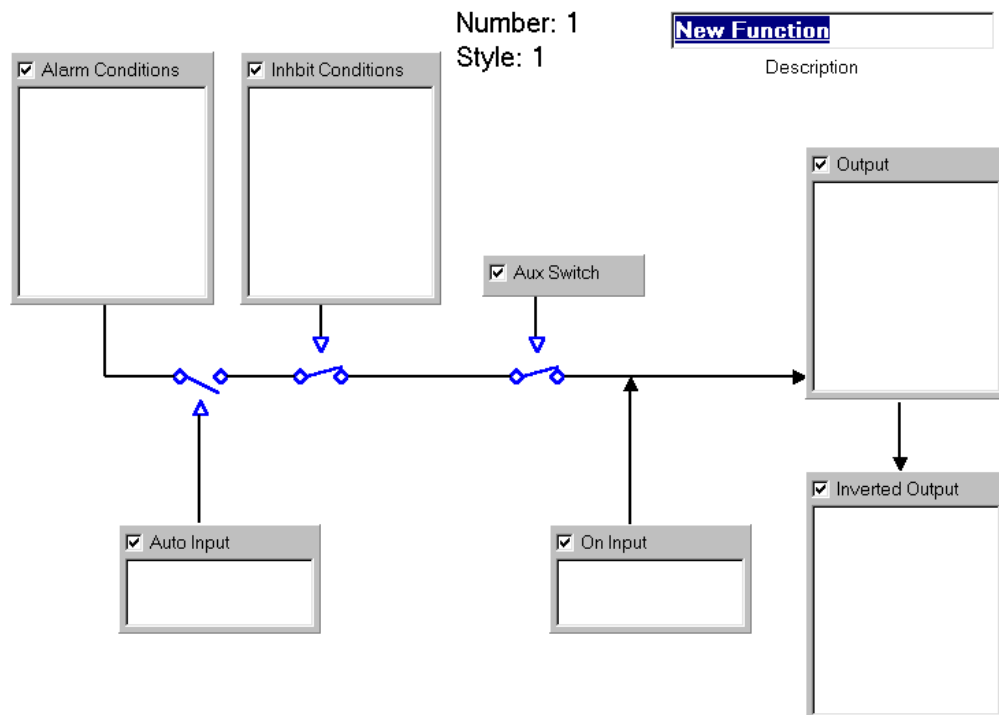 Number: 1
Style: 1
New Function
Description
Alarm Conditions
Inhbit Conditions
Output
Aux Switch
Inverted Output
Auto Input
On Input